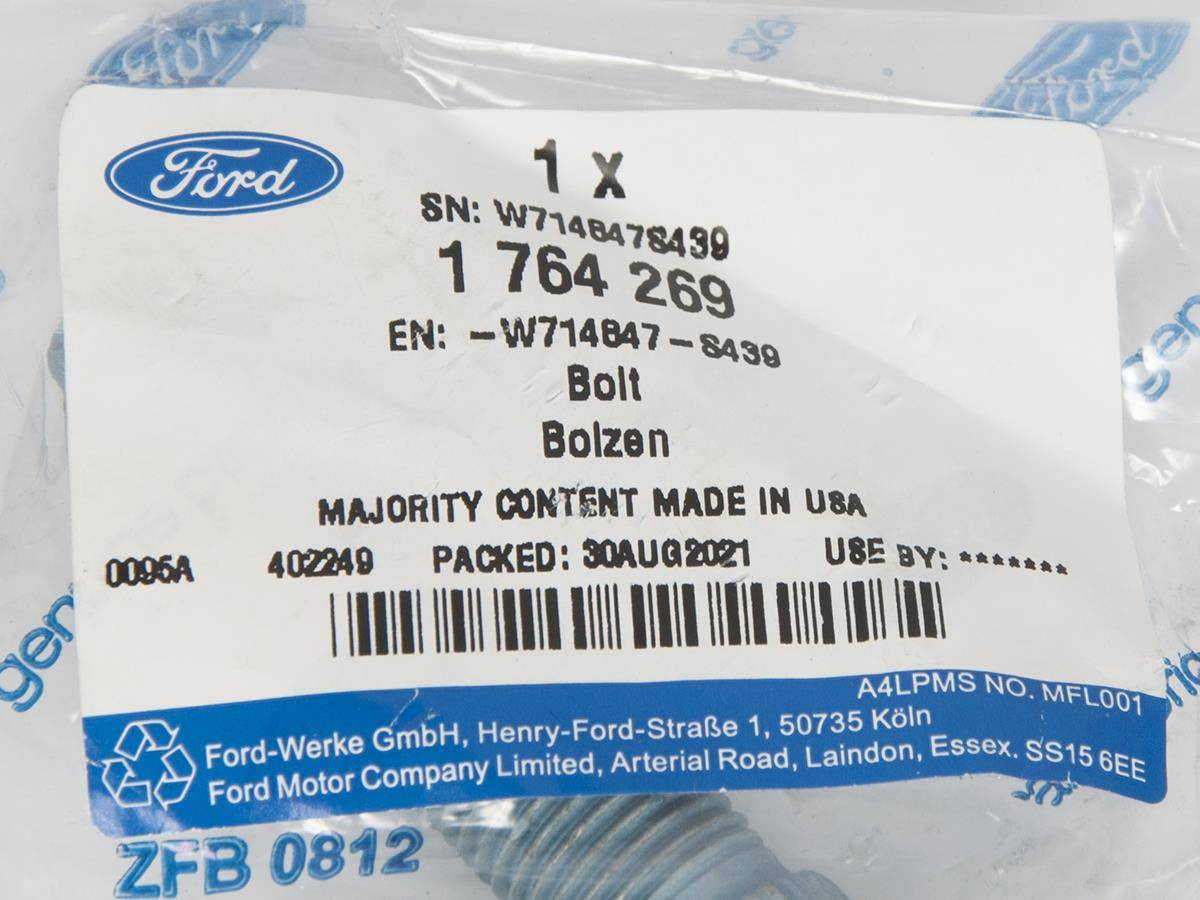 Ford
Ford
Ford
1 X
SN: W714847S439
1 764 269
EN: -W714847-S439
Bolt
Bolzen
MAJORITY CONTENT MADE IN USA
0095A 402249 PACKED: 30AUG2021 USE BY: *******
A4LPMS NO. MFL001
Ford-Werke GmbH, Henry-Ford-Straße 1, 50735 Köln
Ford Motor Company Limited, Arterial Road, Laindon, Essex. SS15 6EE
ZFB 0812